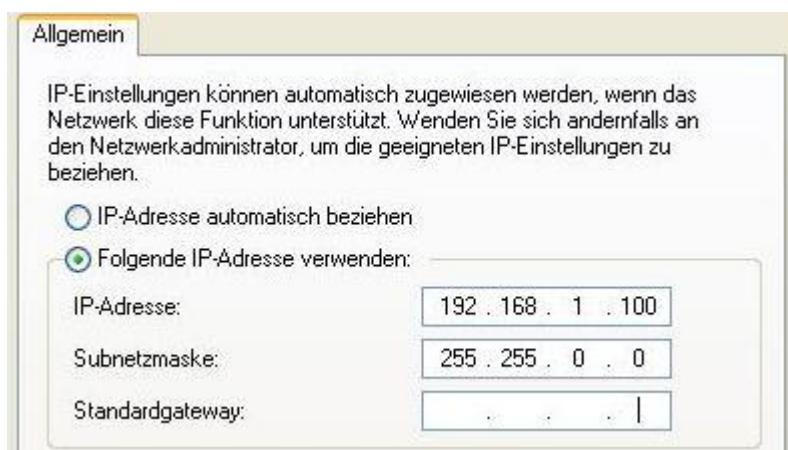 Allgemein
IP-Einstellungen können automatisch zugewiesen werden, wenn das
Netzwerk diese Funktion unterstützt. Wenden Sie sich andernfalls an
den Netzwerkadministrator, um die geeigneten IP-Einstellungen zu
beziehen.
IP-Adresse automatisch beziehen
Folgende IP-Adresse verwenden:
IP-Adresse: 192 . 168 . 1 . 100
Subnetzmaske: 255 . 255 . 0 . 0
Standardgateway: . . .